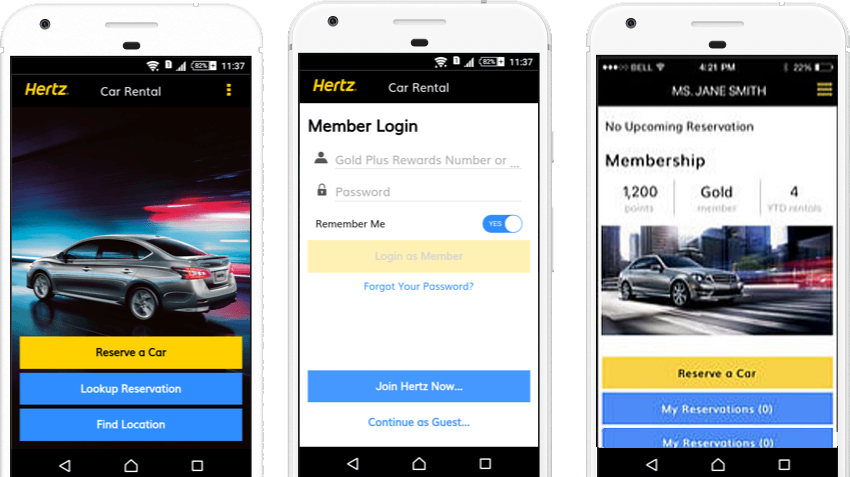 82% 11:37
Hertz Car Rental
Reserve a Car
Lookup Reservation
Find Location
82% 11:37
Hertz Car Rental
Member Login
Gold Plus Rewards Number or ...
Password
Remember Me YES
Login as Member
Forgot Your Password?
Join Hertz Now...
Continue as Guest...
BELL 4:21 PM 22%
MS. JANE SMITH
No Upcoming Reservation
Membership
1,200 Gold 4
points member YTD rentals
Reserve a Car
My Reservations (0)
My Reservations (0)